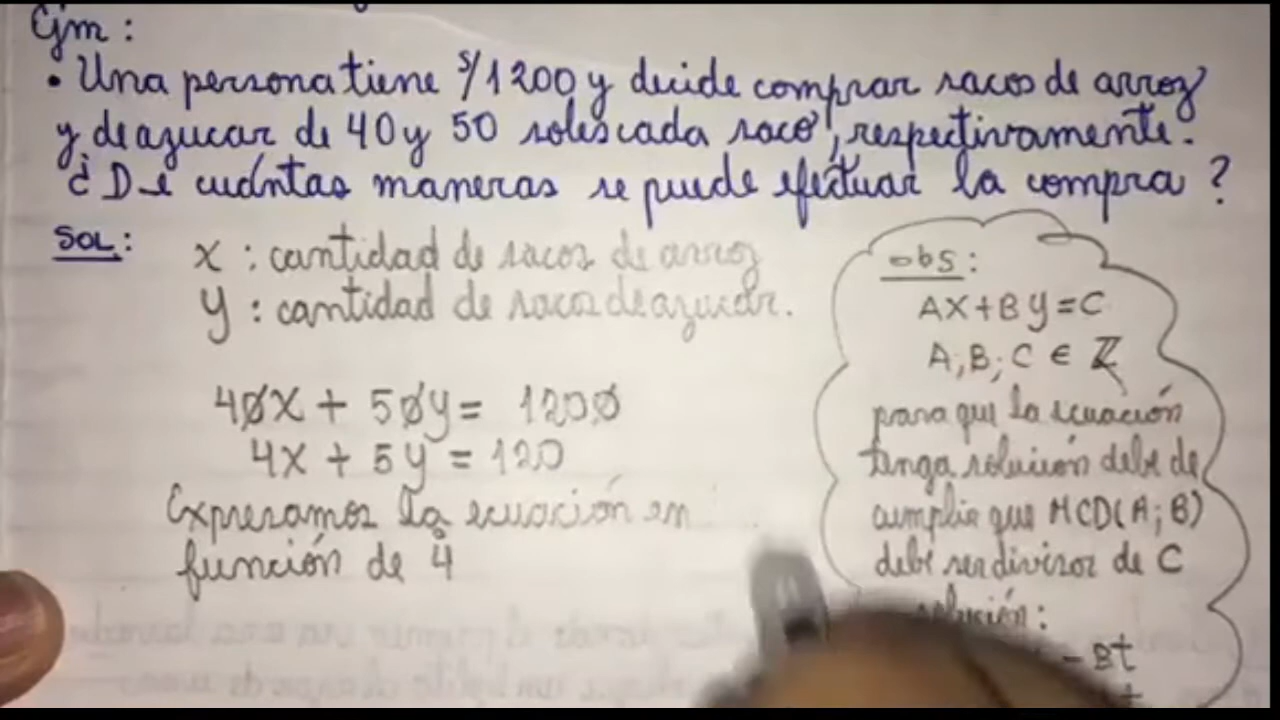 Ejm:
• Una persona tiene S/1200 y decide comprar sacos de arroz
y de azucar de 40 y 50 soles cada saco, respectivamente.
¿De cuántas maneras se puede efectuar la compra?
SOL:
x : cantidad de sacos de arroz
y : cantidad de sacos de azucar.
40x + 50y = 1200
4x + 5y = 120
Expresamos la ecuación en
función de 4̊
obs:
AX+By=C
A;B;C ∈ ℤ
para que la ecuación
tenga solución debe de
cumplir que MCD(A;B)
debe ser divisor de C
solución:
- Bt
t